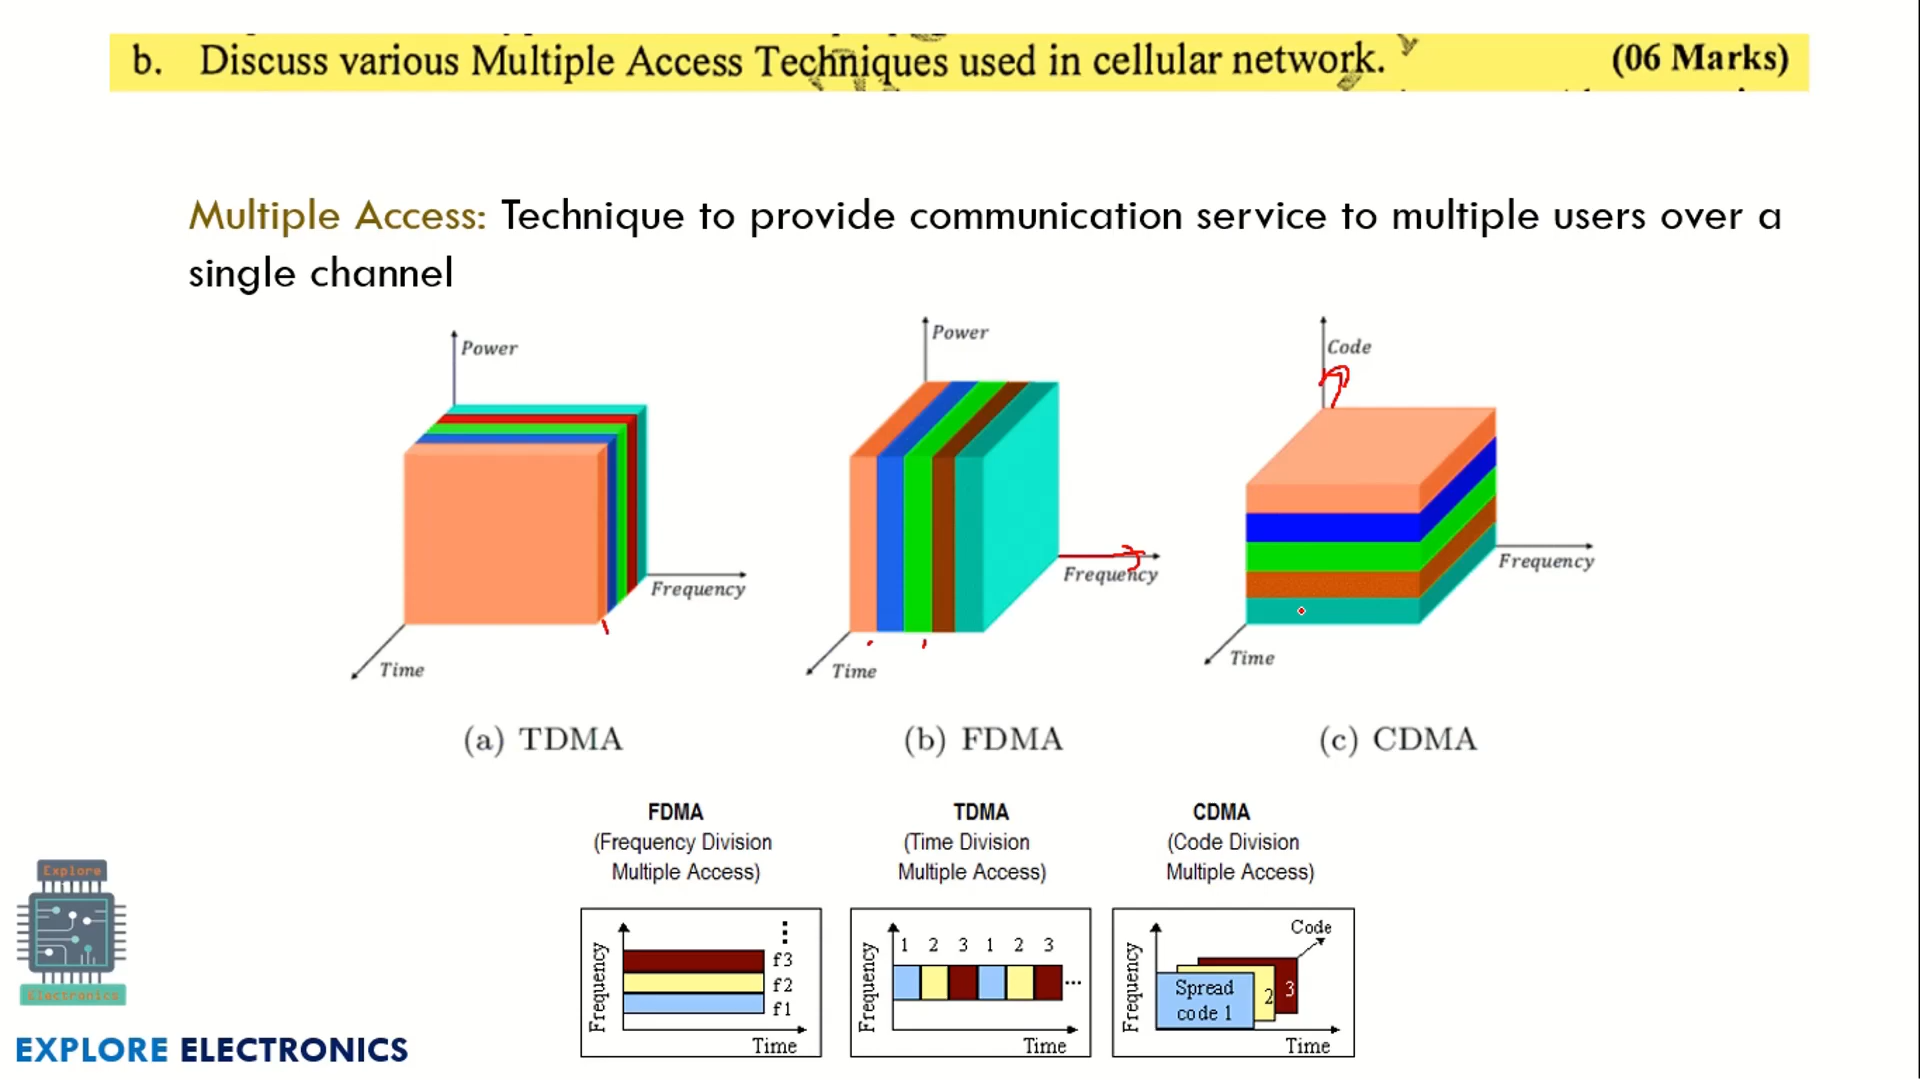 b. Discuss various Multiple Access Techniques used in cellular network. (06 Marks)
Multiple Access: Technique to provide communication service to multiple users over a
single channel
Power
Frequency
Time
(a) TDMA
Power
Frequency
Time
(b) FDMA
Code
Frequency
Time
(c) CDMA
FDMA
(Frequency Division
Multiple Access)
Frequency
f3
f2
f1
Time
TDMA
(Time Division
Multiple Access)
Frequency
1 2 3 1 2 3
...
Time
CDMA
(Code Division
Multiple Access)
Frequency
Code
Spread
code 1
2
3
Time
Explore
Electronics
EXPLORE ELECTRONICS